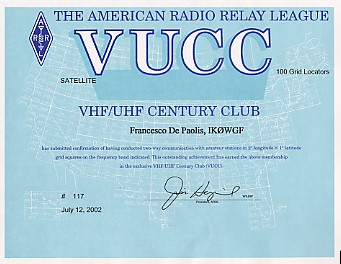 THE AMERICAN RADIO RELAY LEAGUE
VUCC
SATELLITE
100 Grid Locators
VHF/UHF CENTURY CLUB
Francesco De Paolis, IKØWGF
has submitted confirmation of having conducted two way communication with amateur stations in 2° longitude × 1° latitude
grid squares on the frequency band indicated. This outstanding achievement has earned the above membership
in the exclusive VHF/UHF Century Club (VUCC).
# 117
July 12, 2002